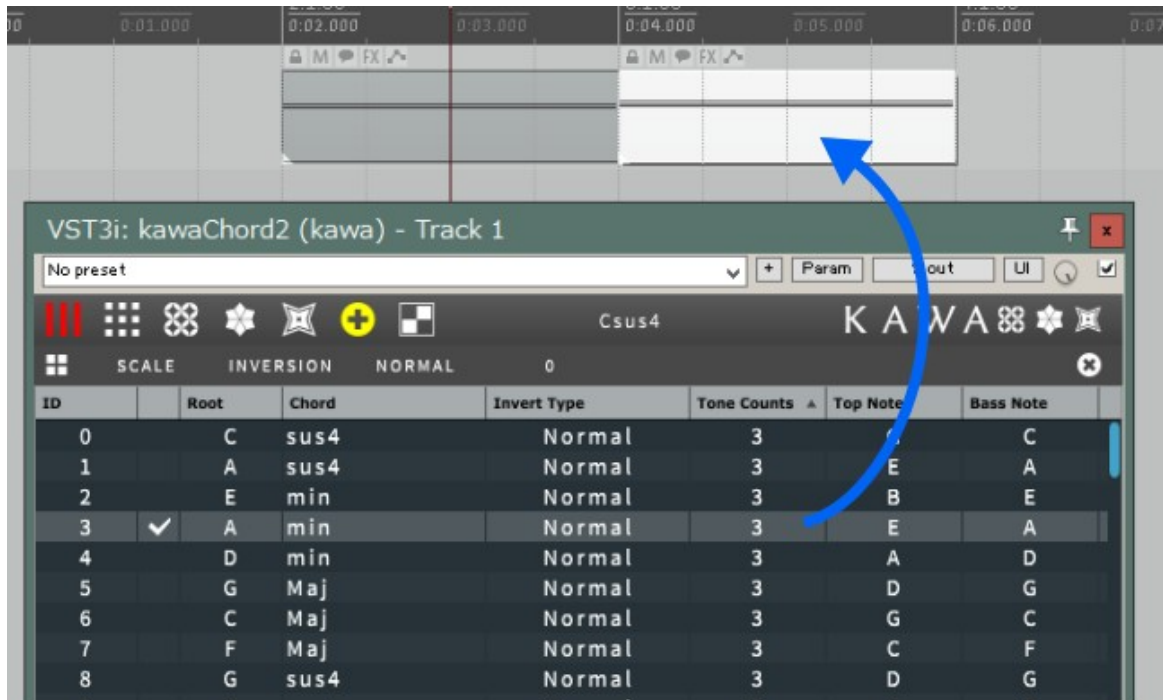 0:01.000 0:02.000 0:03.000 0:04.000 0:05.000 0:06.000
M FX M FX
VST3i: kawaChord2 (kawa) - Track 1 x
No preset + Param out UI
Csus4 KAWA
SCALE INVERSION NORMAL 0
ID Root Chord Invert Type Tone Counts Top Note Bass Note
0 C sus4 Normal 3 C
1 A sus4 Normal 3 E A
2 E min Normal 3 B E
3 A min Normal 3 E A
4 D min Normal 3 A D
5 G Maj Normal 3 D G
6 C Maj Normal 3 G C
7 F Maj Normal 3 C F
8 G sus4 Normal 3 D G